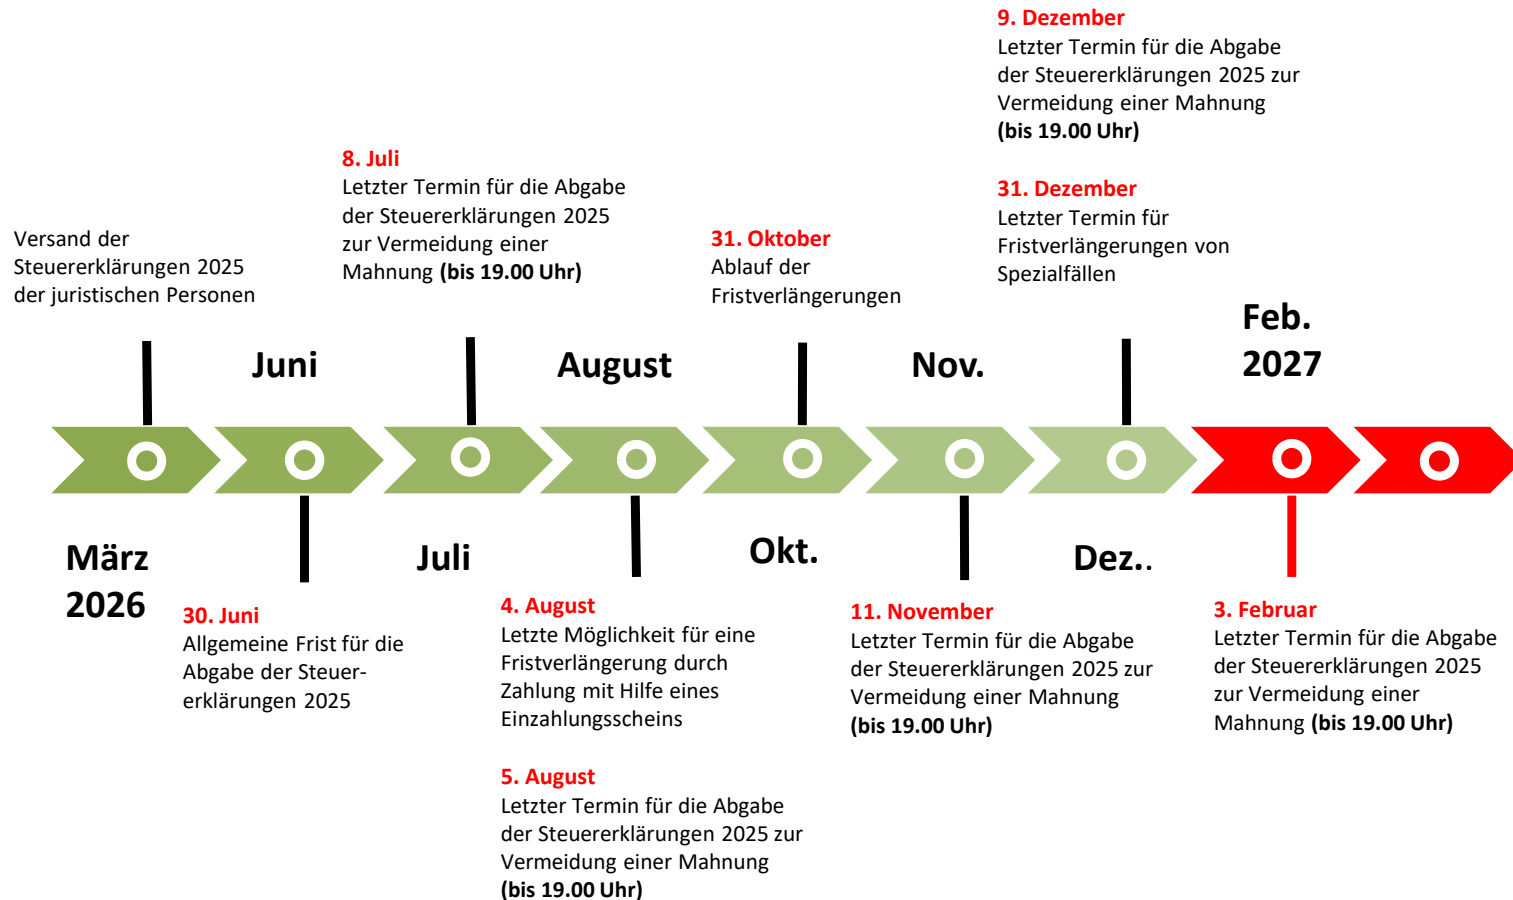 Versand der
Steuererklärungen 2025
der juristischen Personen
März
2026
Juni
30. Juni
Allgemeine Frist für die
Abgabe der Steuer-
erklärungen 2025
8. Juli
Letzter Termin für die Abgabe
der Steuererklärungen 2025
zur Vermeidung einer
Mahnung (bis 19.00 Uhr)
Juli
August
4. August
Letzte Möglichkeit für eine
Fristverlängerung durch
Zahlung mit Hilfe eines
Einzahlungsscheins
5. August
Letzter Termin für die Abgabe
der Steuererklärungen 2025 zur
Vermeidung einer Mahnung
(bis 19.00 Uhr)
31. Oktober
Ablauf der
Fristverlängerungen
Okt.
Nov.
11. November
Letzter Termin für die Abgabe
der Steuererklärungen 2025 zur
Vermeidung einer Mahnung
(bis 19.00 Uhr)
9. Dezember
Letzter Termin für die Abgabe
der Steuererklärungen 2025 zur
Vermeidung einer Mahnung
(bis 19.00 Uhr)
31. Dezember
Letzter Termin für
Fristverlängerungen von
Spezialfällen
Dez..
Feb.
2027
3. Februar
Letzter Termin für die Abgabe
der Steuererklärungen 2025
zur Vermeidung einer
Mahnung (bis 19.00 Uhr)